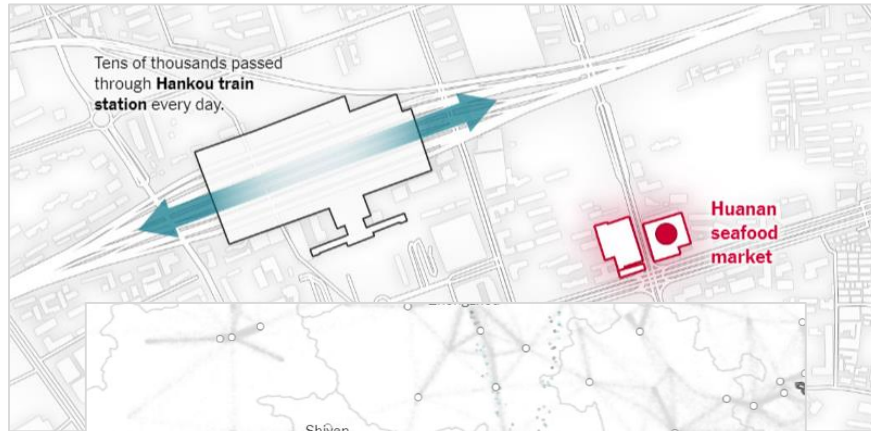 Tens of thousands passed
through Hankou train
station every day.
Huanan
seafood
market